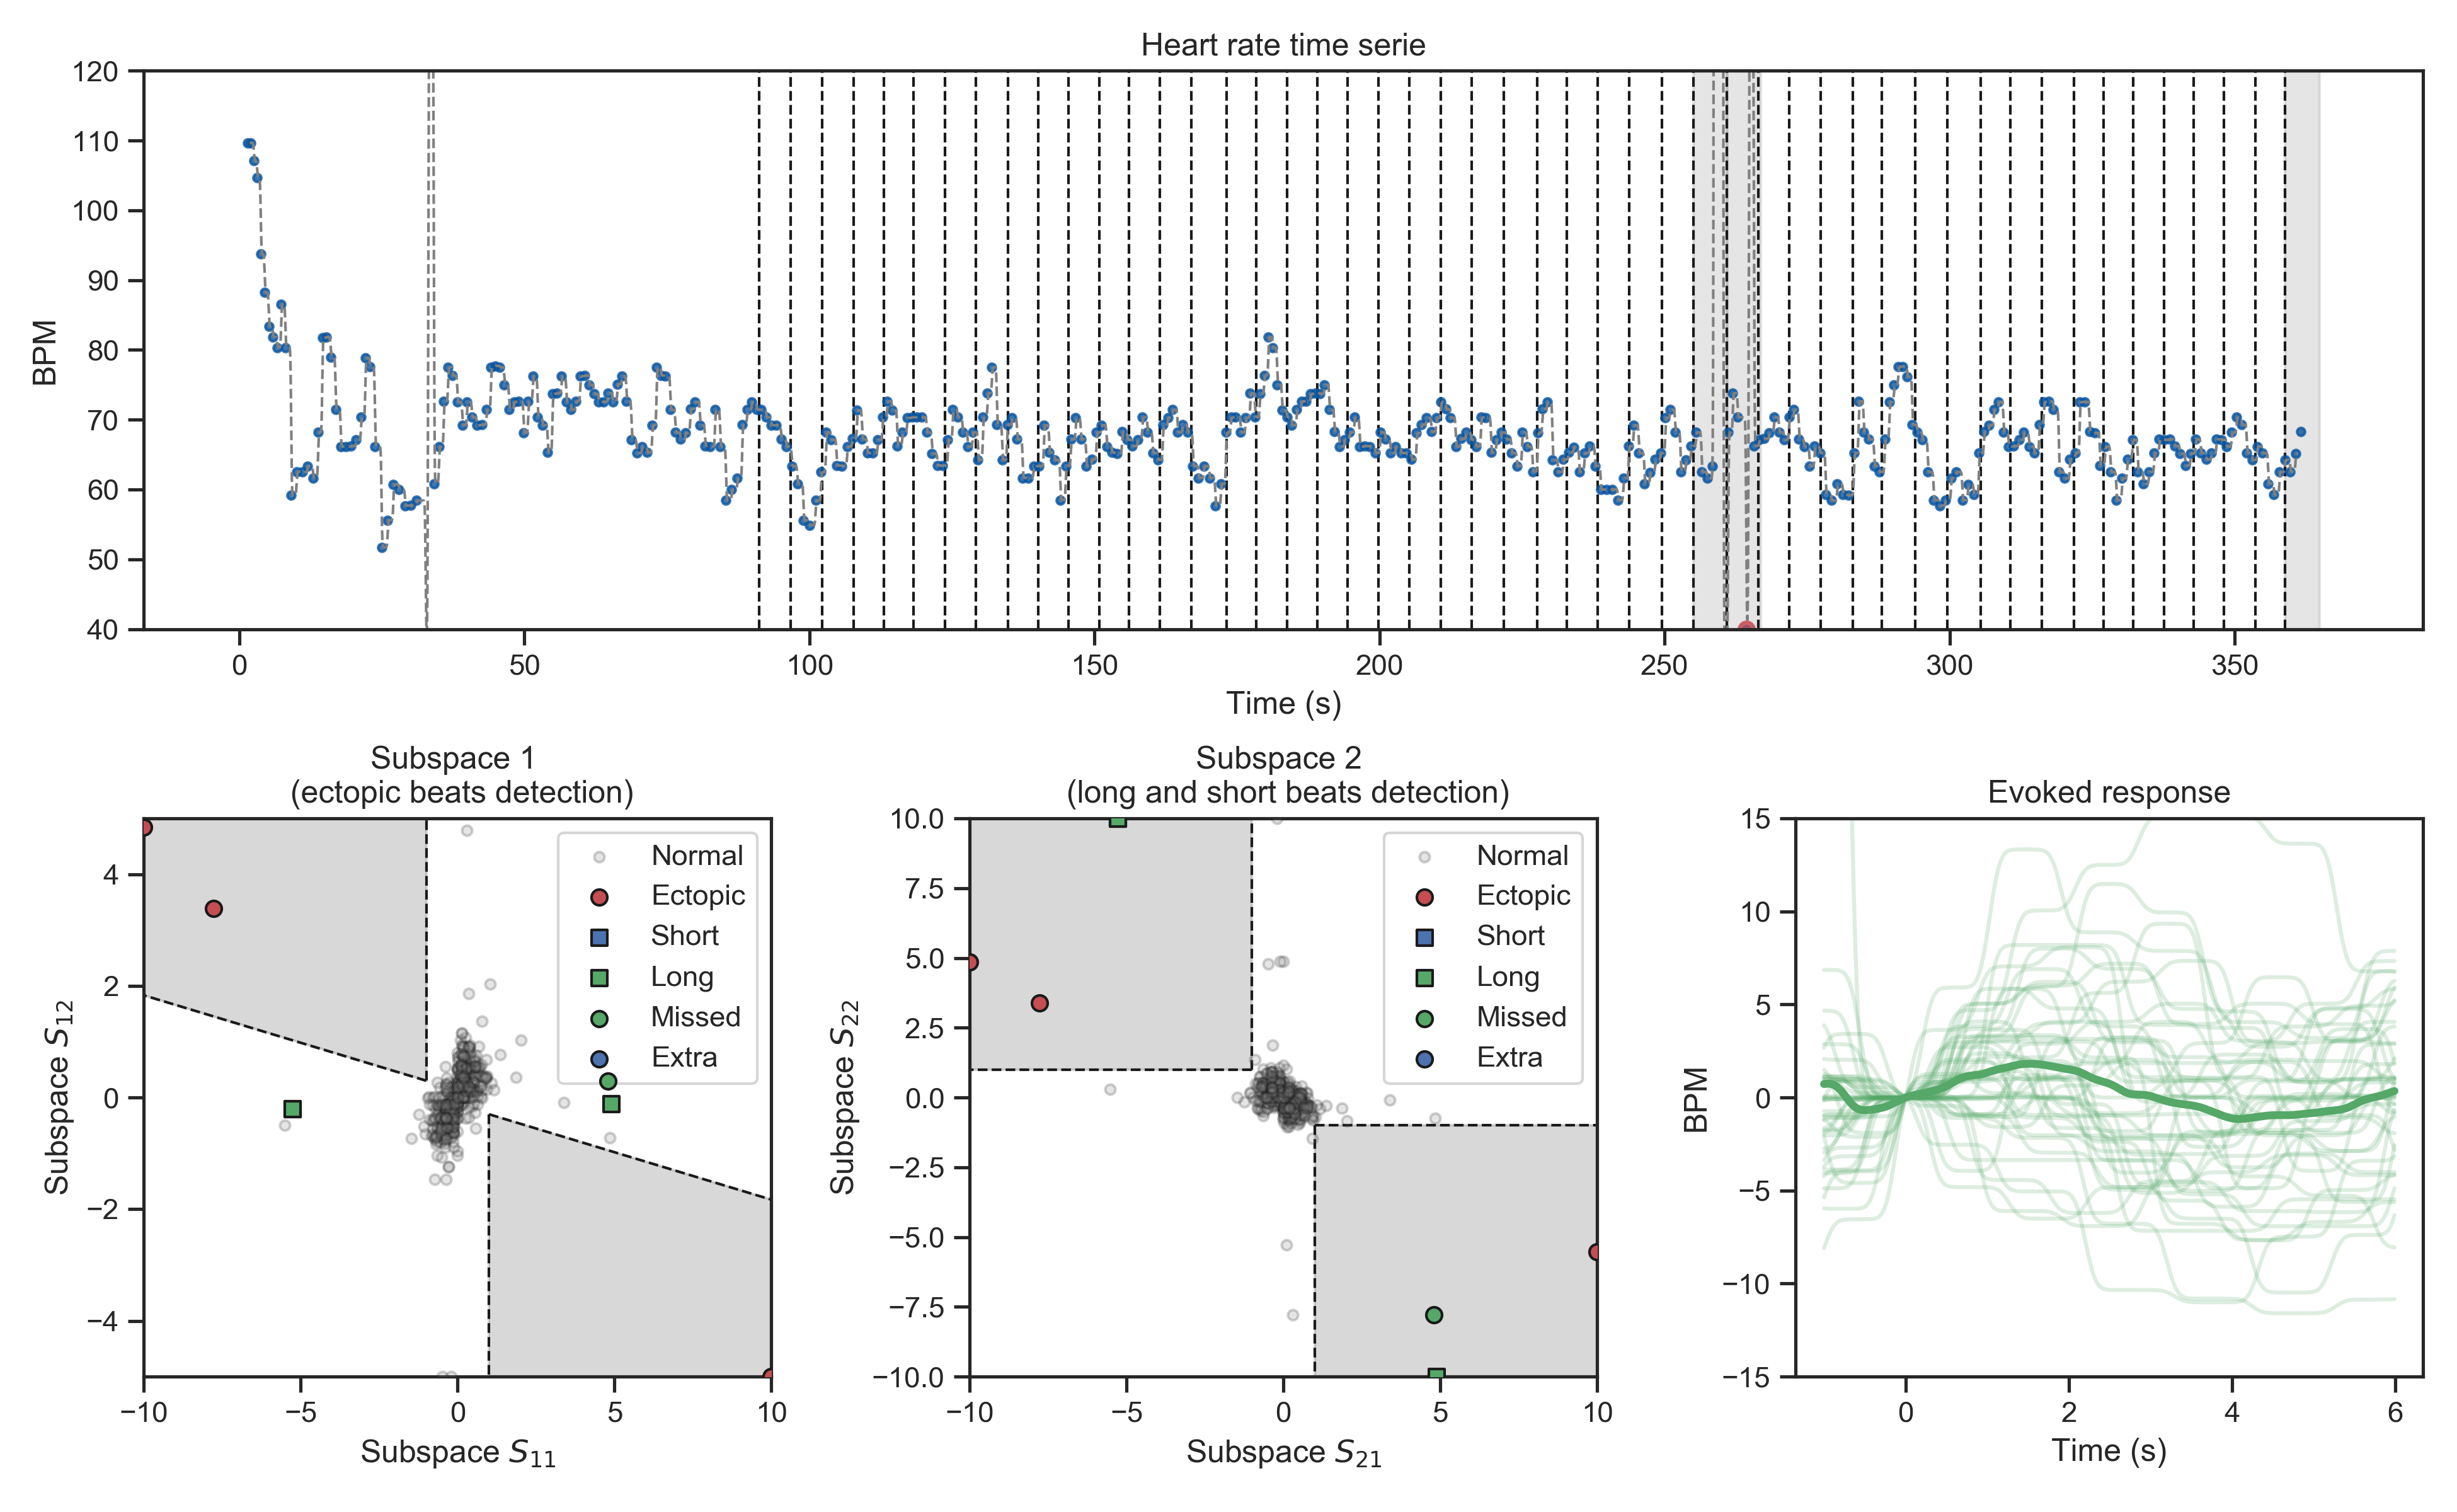 Heart rate time serie
120
110
100
90
80
70
60
50
40
BPM
0 50 100 150 200 250 300 350
Time (s)
Subspace 1
(ectopic beats detection)
4
2
0
−2
−4
Subspace S12
−10 −5 0 5 10
Subspace S11
Normal
Ectopic
Short
Long
Missed
Extra
Subspace 2
(long and short beats detection)
10.0
7.5
5.0
2.5
0.0
−2.5
−5.0
−7.5
−10.0
Subspace S22
−10 −5 0 5 10
Subspace S21
Normal
Ectopic
Short
Long
Missed
Extra
Evoked response
15
10
5
0
−5
−10
−15
BPM
0 2 4 6
Time (s)